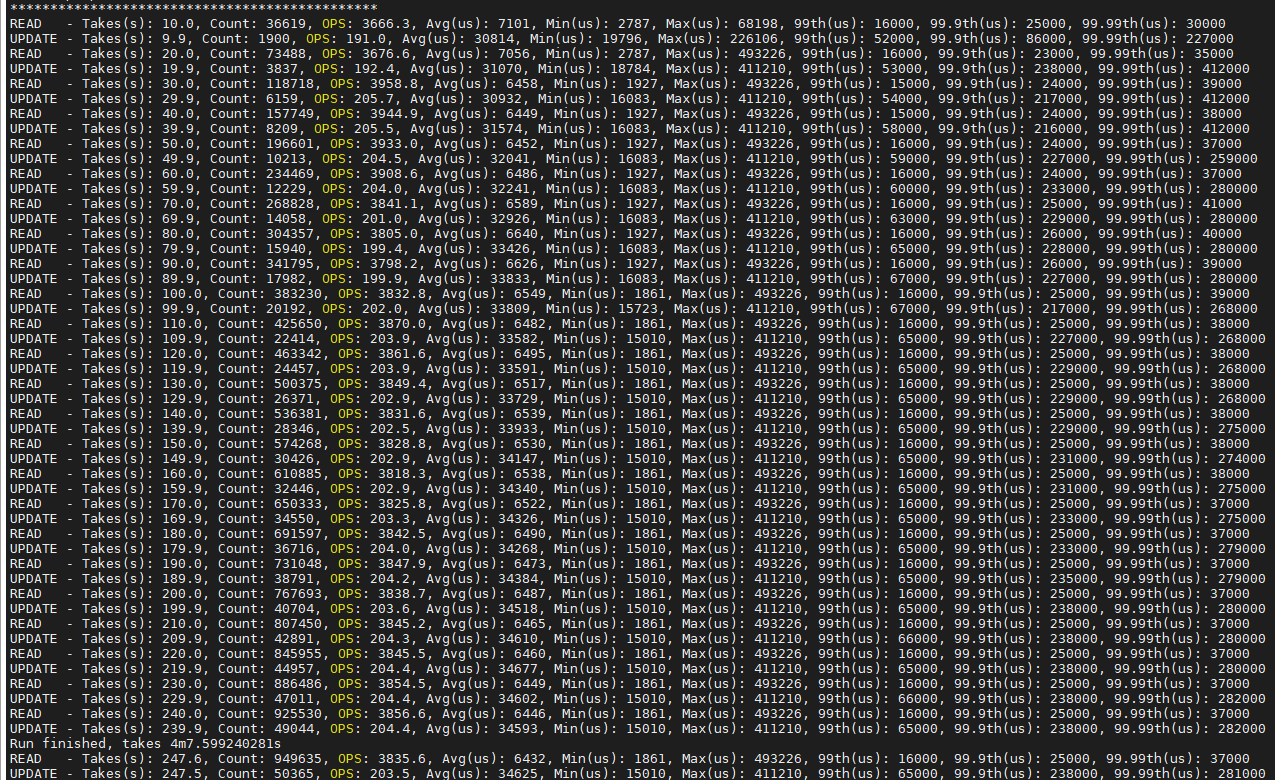 **********************************************
READ   - Takes(s): 10.0, Count: 36619, OPS: 3666.3, Avg(us): 7101, Min(us): 2787, Max(us): 68198, 99th(us): 16000, 99.9th(us): 25000, 99.99th(us): 30000
UPDATE - Takes(s): 9.9, Count: 1900, OPS: 191.0, Avg(us): 30814, Min(us): 19796, Max(us): 226106, 99th(us): 52000, 99.9th(us): 86000, 99.99th(us): 227000
READ   - Takes(s): 20.0, Count: 73488, OPS: 3676.6, Avg(us): 7056, Min(us): 2787, Max(us): 493226, 99th(us): 16000, 99.9th(us): 23000, 99.99th(us): 35000
UPDATE - Takes(s): 19.9, Count: 3837, OPS: 192.4, Avg(us): 31070, Min(us): 18784, Max(us): 411210, 99th(us): 53000, 99.9th(us): 238000, 99.99th(us): 412000
READ   - Takes(s): 30.0, Count: 118718, OPS: 3958.8, Avg(us): 6458, Min(us): 1927, Max(us): 493226, 99th(us): 15000, 99.9th(us): 24000, 99.99th(us): 39000
UPDATE - Takes(s): 29.9, Count: 6159, OPS: 205.7, Avg(us): 30932, Min(us): 16083, Max(us): 411210, 99th(us): 54000, 99.9th(us): 217000, 99.99th(us): 412000
READ   - Takes(s): 40.0, Count: 157749, OPS: 3944.9, Avg(us): 6449, Min(us): 1927, Max(us): 493226, 99th(us): 15000, 99.9th(us): 24000, 99.99th(us): 38000
UPDATE - Takes(s): 39.9, Count: 8209, OPS: 205.5, Avg(us): 31574, Min(us): 16083, Max(us): 411210, 99th(us): 58000, 99.9th(us): 216000, 99.99th(us): 412000
READ   - Takes(s): 50.0, Count: 196601, OPS: 3933.0, Avg(us): 6452, Min(us): 1927, Max(us): 493226, 99th(us): 16000, 99.9th(us): 24000, 99.99th(us): 37000
UPDATE - Takes(s): 49.9, Count: 10213, OPS: 204.5, Avg(us): 32041, Min(us): 16083, Max(us): 411210, 99th(us): 59000, 99.9th(us): 227000, 99.99th(us): 259000
READ   - Takes(s): 60.0, Count: 234469, OPS: 3908.6, Avg(us): 6486, Min(us): 1927, Max(us): 493226, 99th(us): 16000, 99.9th(us): 24000, 99.99th(us): 37000
UPDATE - Takes(s): 59.9, Count: 12229, OPS: 204.0, Avg(us): 32241, Min(us): 16083, Max(us): 411210, 99th(us): 60000, 99.9th(us): 233000, 99.99th(us): 280000
READ   - Takes(s): 70.0, Count: 268828, OPS: 3841.1, Avg(us): 6589, Min(us): 1927, Max(us): 493226, 99th(us): 16000, 99.9th(us): 25000, 99.99th(us): 41000
UPDATE - Takes(s): 69.9, Count: 14058, OPS: 201.0, Avg(us): 32926, Min(us): 16083, Max(us): 411210, 99th(us): 63000, 99.9th(us): 229000, 99.99th(us): 280000
READ   - Takes(s): 80.0, Count: 304357, OPS: 3805.0, Avg(us): 6640, Min(us): 1927, Max(us): 493226, 99th(us): 16000, 99.9th(us): 26000, 99.99th(us): 40000
UPDATE - Takes(s): 79.9, Count: 15940, OPS: 199.4, Avg(us): 33426, Min(us): 16083, Max(us): 411210, 99th(us): 65000, 99.9th(us): 228000, 99.99th(us): 280000
READ   - Takes(s): 90.0, Count: 341795, OPS: 3798.2, Avg(us): 6626, Min(us): 1927, Max(us): 493226, 99th(us): 16000, 99.9th(us): 26000, 99.99th(us): 39000
UPDATE - Takes(s): 89.9, Count: 17982, OPS: 199.9, Avg(us): 33833, Min(us): 16083, Max(us): 411210, 99th(us): 67000, 99.9th(us): 227000, 99.99th(us): 280000
READ   - Takes(s): 100.0, Count: 383230, OPS: 3832.8, Avg(us): 6549, Min(us): 1861, Max(us): 493226, 99th(us): 16000, 99.9th(us): 25000, 99.99th(us): 39000
UPDATE - Takes(s): 99.9, Count: 20192, OPS: 202.0, Avg(us): 33809, Min(us): 15723, Max(us): 411210, 99th(us): 67000, 99.9th(us): 217000, 99.99th(us): 268000
READ   - Takes(s): 110.0, Count: 425650, OPS: 3870.0, Avg(us): 6482, Min(us): 1861, Max(us): 493226, 99th(us): 16000, 99.9th(us): 25000, 99.99th(us): 38000
UPDATE - Takes(s): 109.9, Count: 22414, OPS: 203.9, Avg(us): 33582, Min(us): 15010, Max(us): 411210, 99th(us): 65000, 99.9th(us): 227000, 99.99th(us): 268000
READ   - Takes(s): 120.0, Count: 463342, OPS: 3861.6, Avg(us): 6495, Min(us): 1861, Max(us): 493226, 99th(us): 16000, 99.9th(us): 25000, 99.99th(us): 38000
UPDATE - Takes(s): 119.9, Count: 24457, OPS: 203.9, Avg(us): 33591, Min(us): 15010, Max(us): 411210, 99th(us): 65000, 99.9th(us): 229000, 99.99th(us): 268000
READ   - Takes(s): 130.0, Count: 500375, OPS: 3849.4, Avg(us): 6517, Min(us): 1861, Max(us): 493226, 99th(us): 16000, 99.9th(us): 25000, 99.99th(us): 38000
UPDATE - Takes(s): 129.9, Count: 26371, OPS: 202.9, Avg(us): 33729, Min(us): 15010, Max(us): 411210, 99th(us): 65000, 99.9th(us): 229000, 99.99th(us): 268000
READ   - Takes(s): 140.0, Count: 536381, OPS: 3831.6, Avg(us): 6539, Min(us): 1861, Max(us): 493226, 99th(us): 16000, 99.9th(us): 25000, 99.99th(us): 38000
UPDATE - Takes(s): 139.9, Count: 28346, OPS: 202.5, Avg(us): 33933, Min(us): 15010, Max(us): 411210, 99th(us): 65000, 99.9th(us): 229000, 99.99th(us): 275000
READ   - Takes(s): 150.0, Count: 574268, OPS: 3828.8, Avg(us): 6530, Min(us): 1861, Max(us): 493226, 99th(us): 16000, 99.9th(us): 25000, 99.99th(us): 38000
UPDATE - Takes(s): 149.9, Count: 30426, OPS: 202.9, Avg(us): 34147, Min(us): 15010, Max(us): 411210, 99th(us): 65000, 99.9th(us): 231000, 99.99th(us): 274000
READ   - Takes(s): 160.0, Count: 610885, OPS: 3818.3, Avg(us): 6538, Min(us): 1861, Max(us): 493226, 99th(us): 16000, 99.9th(us): 25000, 99.99th(us): 38000
UPDATE - Takes(s): 159.9, Count: 32446, OPS: 202.9, Avg(us): 34340, Min(us): 15010, Max(us): 411210, 99th(us): 65000, 99.9th(us): 231000, 99.99th(us): 275000
READ   - Takes(s): 170.0, Count: 650333, OPS: 3825.8, Avg(us): 6522, Min(us): 1861, Max(us): 493226, 99th(us): 16000, 99.9th(us): 25000, 99.99th(us): 37000
UPDATE - Takes(s): 169.9, Count: 34550, OPS: 203.3, Avg(us): 34326, Min(us): 15010, Max(us): 411210, 99th(us): 65000, 99.9th(us): 233000, 99.99th(us): 275000
READ   - Takes(s): 180.0, Count: 691597, OPS: 3842.5, Avg(us): 6490, Min(us): 1861, Max(us): 493226, 99th(us): 16000, 99.9th(us): 25000, 99.99th(us): 37000
UPDATE - Takes(s): 179.9, Count: 36716, OPS: 204.0, Avg(us): 34268, Min(us): 15010, Max(us): 411210, 99th(us): 65000, 99.9th(us): 233000, 99.99th(us): 279000
READ   - Takes(s): 190.0, Count: 731048, OPS: 3847.9, Avg(us): 6473, Min(us): 1861, Max(us): 493226, 99th(us): 16000, 99.9th(us): 25000, 99.99th(us): 37000
UPDATE - Takes(s): 189.9, Count: 38791, OPS: 204.2, Avg(us): 34384, Min(us): 15010, Max(us): 411210, 99th(us): 65000, 99.9th(us): 235000, 99.99th(us): 279000
READ   - Takes(s): 200.0, Count: 767693, OPS: 3838.7, Avg(us): 6487, Min(us): 1861, Max(us): 493226, 99th(us): 16000, 99.9th(us): 25000, 99.99th(us): 37000
UPDATE - Takes(s): 199.9, Count: 40704, OPS: 203.6, Avg(us): 34518, Min(us): 15010, Max(us): 411210, 99th(us): 65000, 99.9th(us): 238000, 99.99th(us): 280000
READ   - Takes(s): 210.0, Count: 807450, OPS: 3845.2, Avg(us): 6465, Min(us): 1861, Max(us): 493226, 99th(us): 16000, 99.9th(us): 25000, 99.99th(us): 37000
UPDATE - Takes(s): 209.9, Count: 42891, OPS: 204.3, Avg(us): 34610, Min(us): 15010, Max(us): 411210, 99th(us): 66000, 99.9th(us): 238000, 99.99th(us): 280000
READ   - Takes(s): 220.0, Count: 845955, OPS: 3845.5, Avg(us): 6460, Min(us): 1861, Max(us): 493226, 99th(us): 16000, 99.9th(us): 25000, 99.99th(us): 37000
UPDATE - Takes(s): 219.9, Count: 44957, OPS: 204.4, Avg(us): 34677, Min(us): 15010, Max(us): 411210, 99th(us): 65000, 99.9th(us): 238000, 99.99th(us): 280000
READ   - Takes(s): 230.0, Count: 886486, OPS: 3854.5, Avg(us): 6449, Min(us): 1861, Max(us): 493226, 99th(us): 16000, 99.9th(us): 25000, 99.99th(us): 37000
UPDATE - Takes(s): 229.9, Count: 47011, OPS: 204.4, Avg(us): 34602, Min(us): 15010, Max(us): 411210, 99th(us): 66000, 99.9th(us): 238000, 99.99th(us): 282000
READ   - Takes(s): 240.0, Count: 925530, OPS: 3856.6, Avg(us): 6446, Min(us): 1861, Max(us): 493226, 99th(us): 16000, 99.9th(us): 25000, 99.99th(us): 37000
UPDATE - Takes(s): 239.9, Count: 49044, OPS: 204.4, Avg(us): 34593, Min(us): 15010, Max(us): 411210, 99th(us): 65000, 99.9th(us): 238000, 99.99th(us): 282000
Run finished, takes 4m7.599240281s
READ   - Takes(s): 247.6, Count: 949635, OPS: 3835.6, Avg(us): 6432, Min(us): 1861, Max(us): 493226, 99th(us): 16000, 99.9th(us): 25000, 99.99th(us): 37000
UPDATE - Takes(s): 247.5, Count: 50365, OPS: 203.5, Avg(us): 34625, Min(us): 15010, Max(us): 411210, 99th(us): 65000, 99.9th(us): 238000, 99.99th(us): 281000